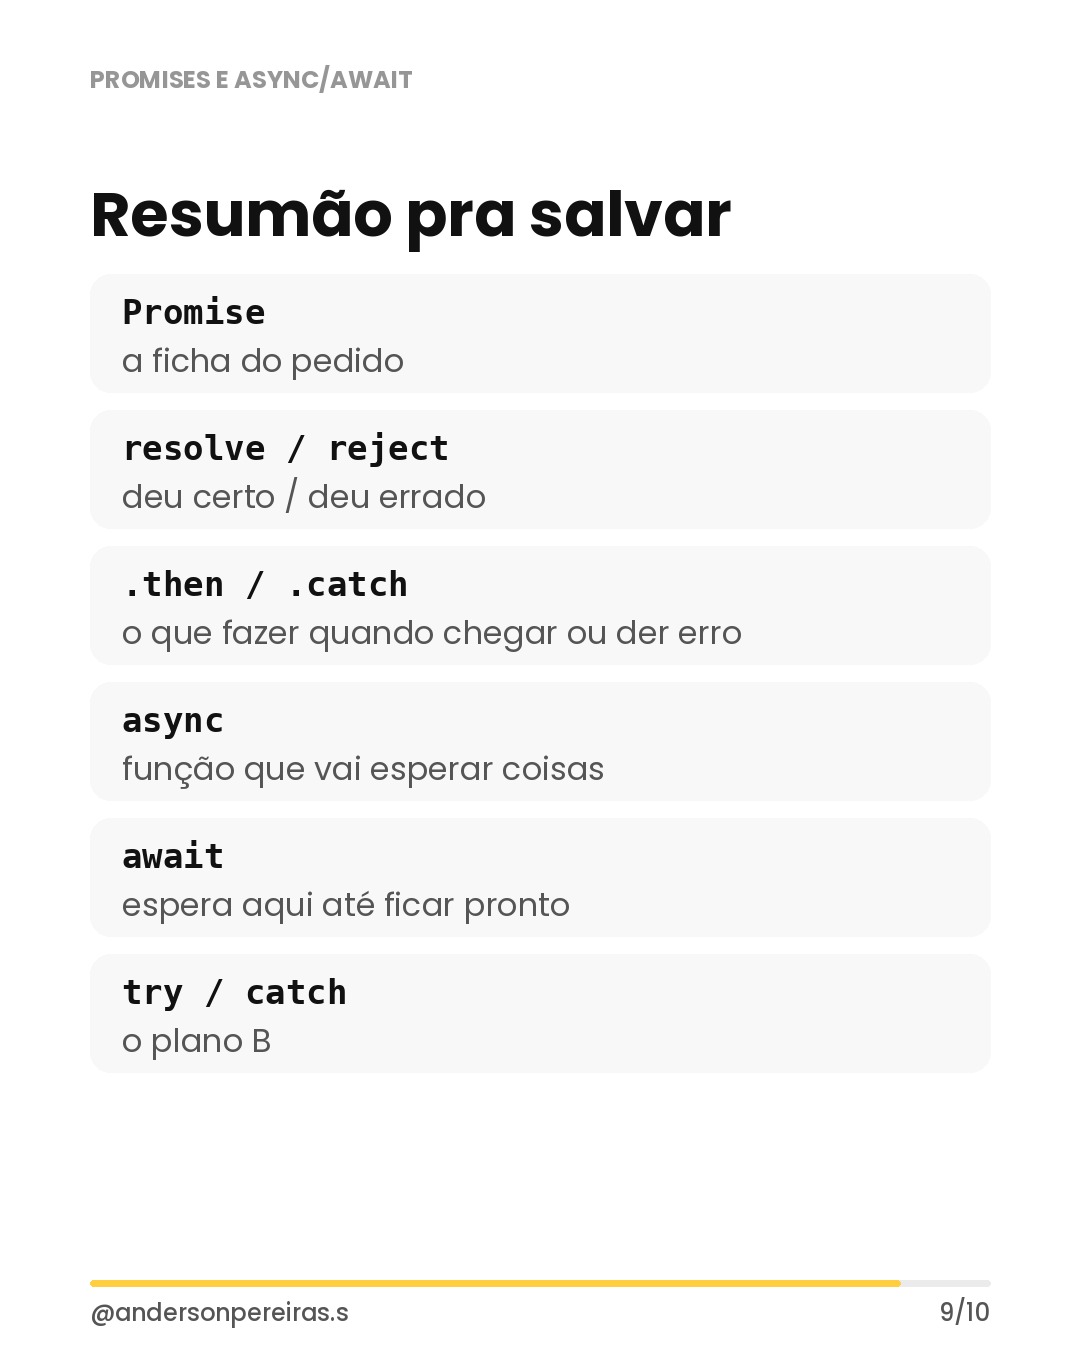 PROMISES E ASYNC/AWAIT
Resumão pra salvar
Promise
a ficha do pedido
resolve / reject
deu certo / deu errado
.then / .catch
o que fazer quando chegar ou der erro
async
função que vai esperar coisas
await
espera aqui até ficar pronto
try / catch
o plano B
@andersonpereiras.s
9/10